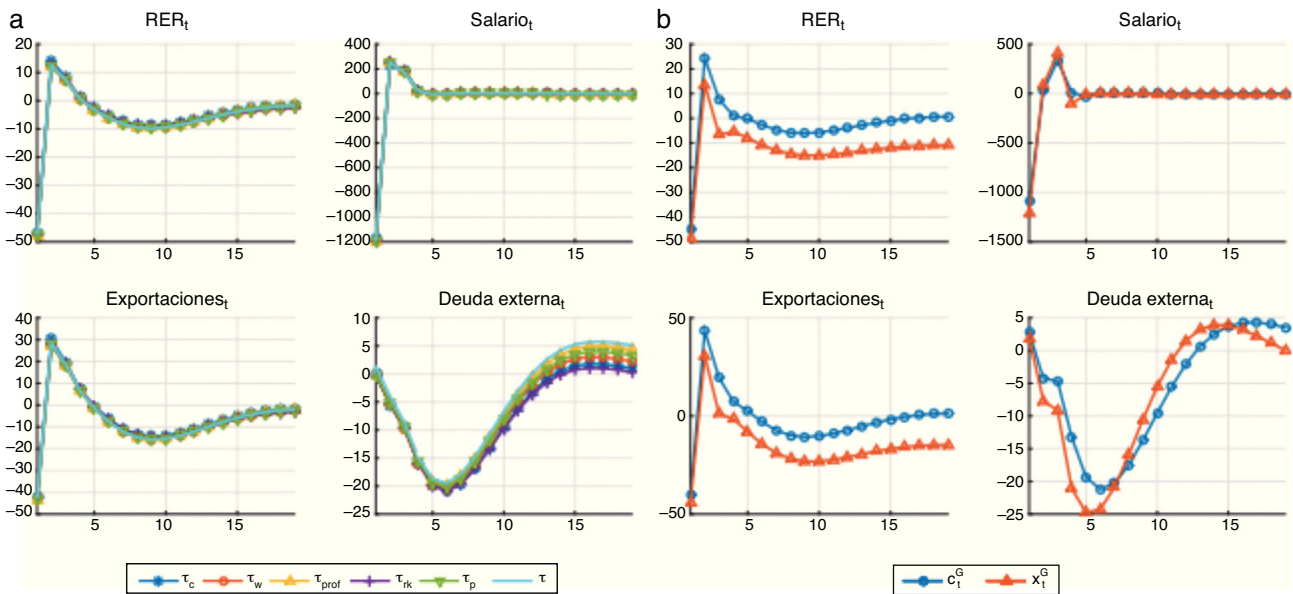 a
RER_t
20
10
0
−10
−20
−30
−40
−50
5 10 15
Salario_t
400
200
0
−200
−400
−600
−800
−1000
−1200
5 10 15
Exportaciones_t
40
30
20
10
0
−10
−20
−30
−40
−50
5 10 15
Deuda externa_t
10
5
0
−5
−10
−15
−20
−25
5 10 15
τ_c τ_w τ_prof τ_rk τ_p τ
b
RER_t
30
20
10
0
−10
−20
−30
−40
−50
5 10 15
Salario_t
500
0
−500
−1000
−1500
5 10 15
Exportaciones_t
50
0
−50
5 10 15
Deuda externa_t
5
0
−5
−10
−15
−20
−25
5 10 15
c_t^G x_t^G